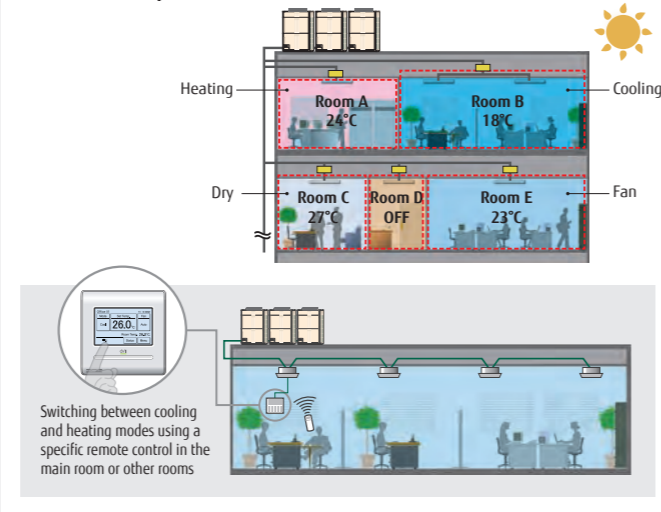 Heating
Cooling
Room A
24°C
Room B
18°C
Dry
Fan
Room C
27°C
Room D
OFF
Room E
23°C
26.0
Switching between cooling
and heating modes using a
specific remote control in the
main room or other rooms